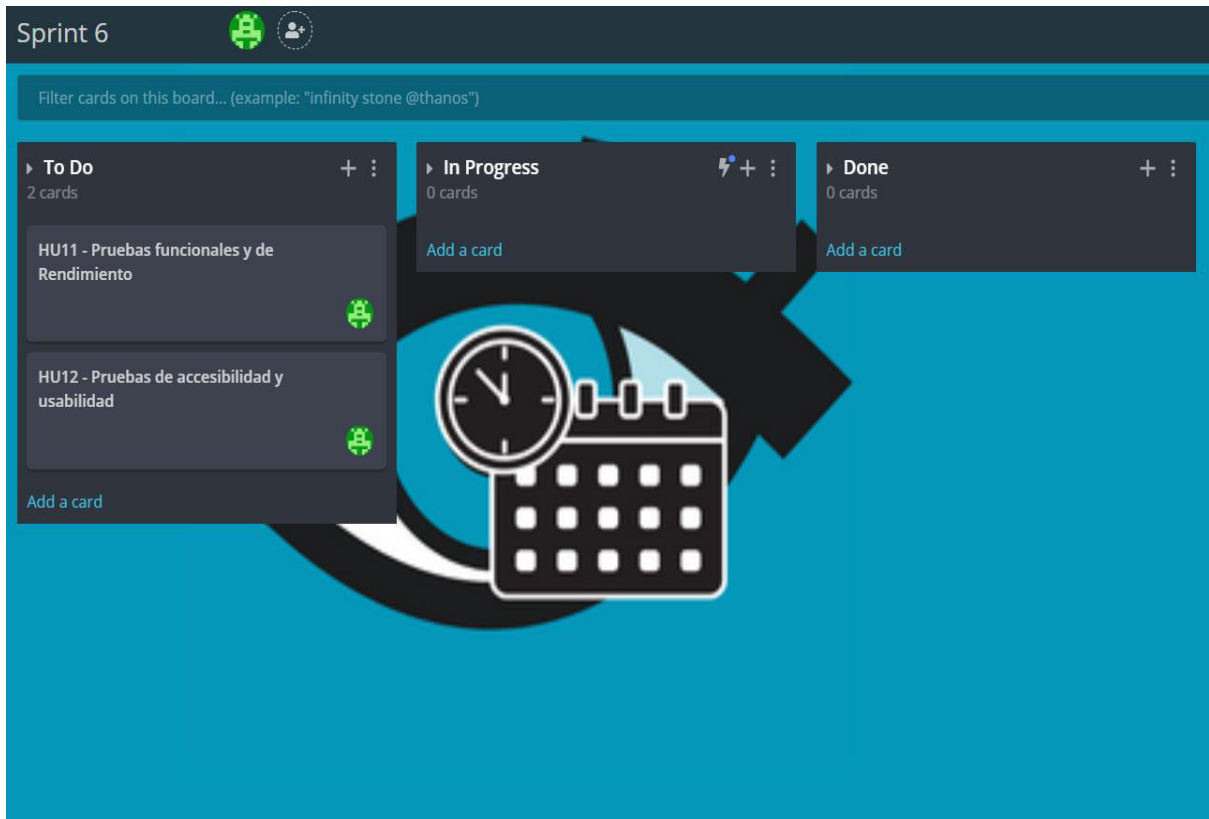 Sprint 6
Filter cards on this board... (example: "infinity stone @thanos")
To Do
2 cards
HU11 - Pruebas funcionales y de
Rendimiento
HU12 - Pruebas de accesibilidad y
usabilidad
Add a card
In Progress
0 cards
Add a card
Done
0 cards
Add a card